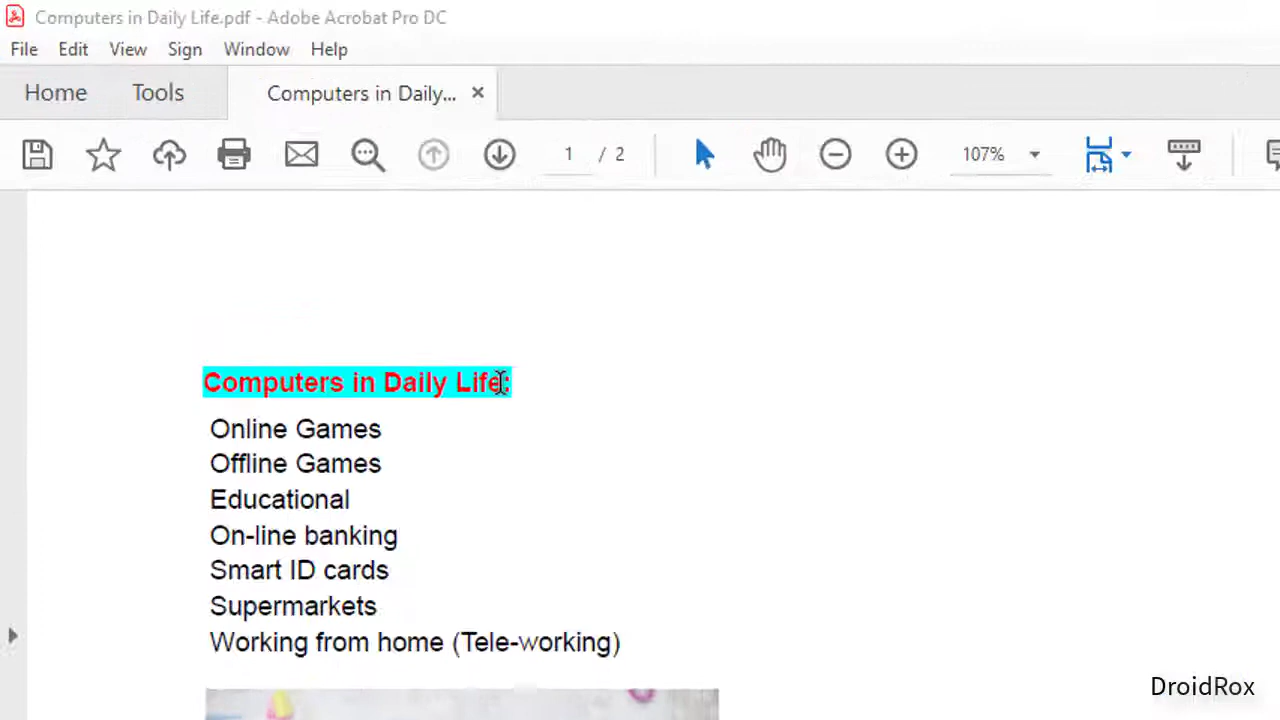 Computers in Daily Life.pdf - Adobe Acrobat Pro DC
File Edit View Sign Window Help
Home Tools Computers in Daily... ×
1 / 2 107%
Computers in Daily Life:
Online Games
Offline Games
Educational
On-line banking
Smart ID cards
Supermarkets
Working from home (Tele-working)
DroidRox